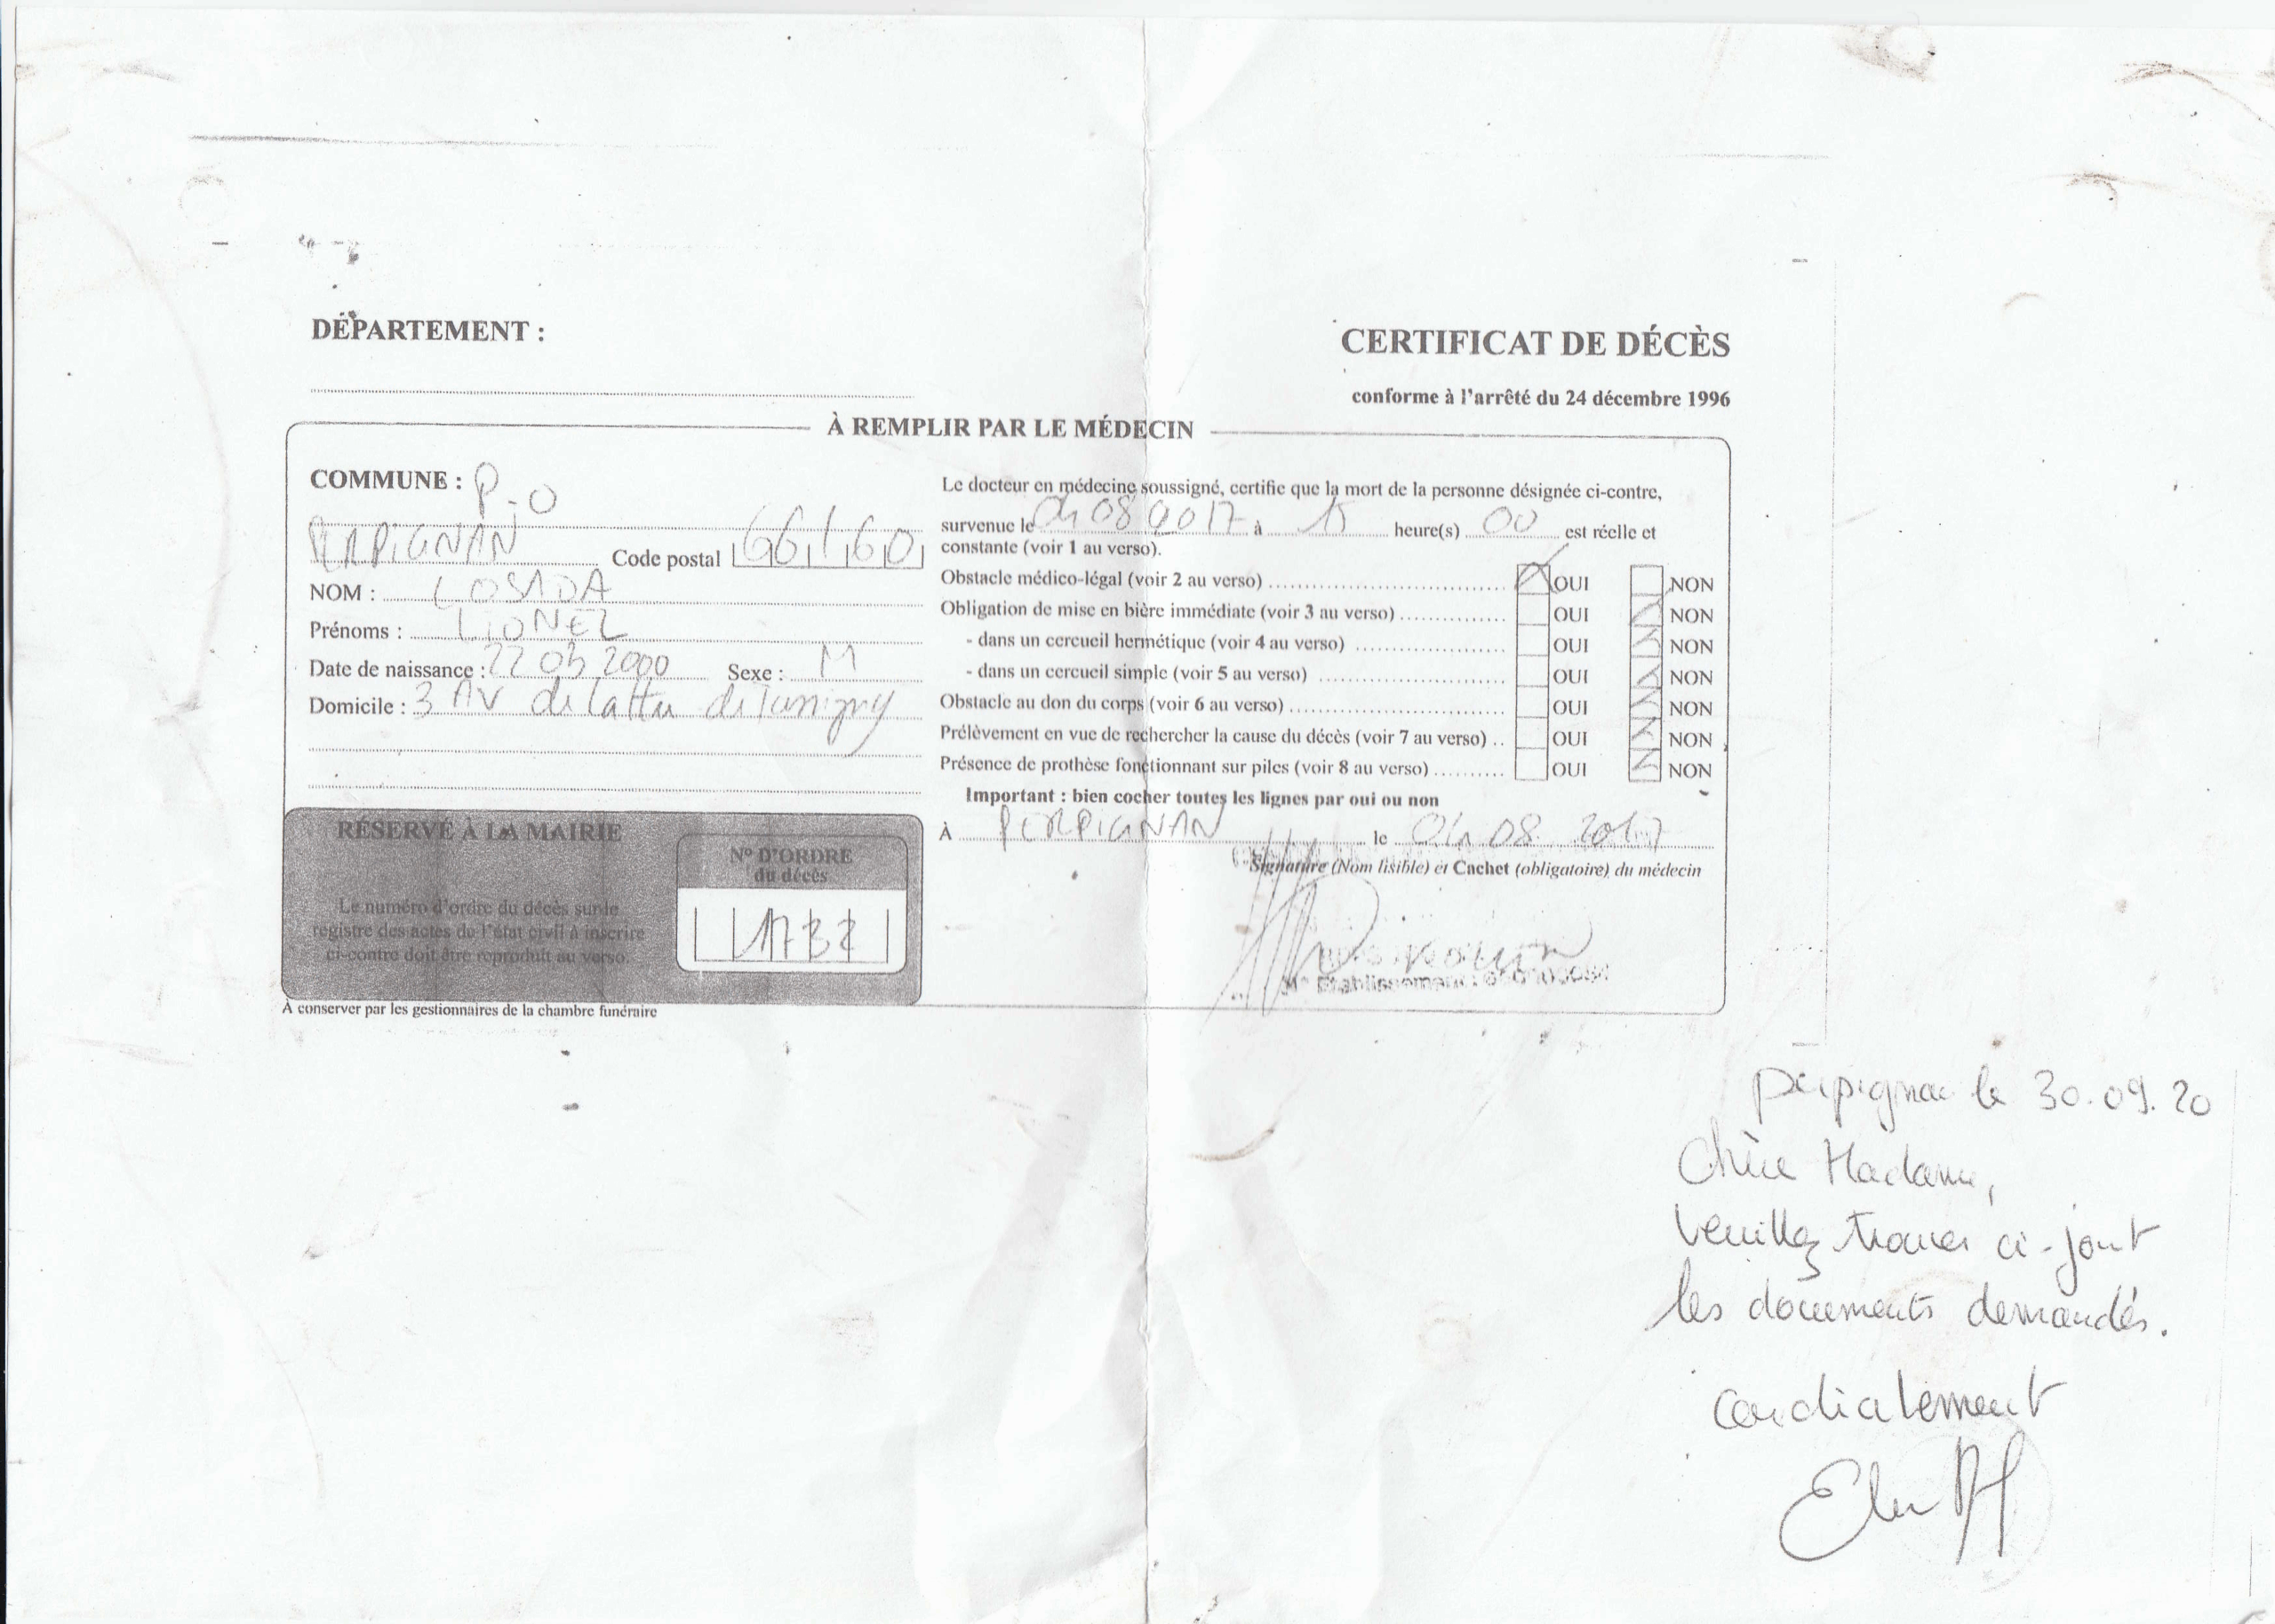 DÉPARTEMENT :
CERTIFICAT DE DÉCÈS
conforme à l'arrêté du 24 décembre 1996
À REMPLIR PAR LE MÉDECIN
COMMUNE : P-O
PERPIGNAN Code postal 66160
NOM : LOSADA
Prénoms : LIONEL
Date de naissance : 22 03 2000 Sexe : M
Domicile : 3 AV de lattre de Tassigny
Le docteur en médecine soussigné, certifie que la mort de la personne désignée ci-contre,
survenue le 04 08 2017 à 15 heure(s) 00 est réelle et
constante (voir 1 au verso).
Obstacle médico-légal (voir 2 au verso) OUI NON
Obligation de mise en bière immédiate (voir 3 au verso) OUI NON
- dans un cercueil hermétique (voir 4 au verso) OUI NON
- dans un cercueil simple (voir 5 au verso) OUI NON
Obstacle au don du corps (voir 6 au verso) OUI NON
Prélèvement en vue de rechercher la cause du décès (voir 7 au verso) .. OUI NON
Présence de prothèse fonctionnant sur piles (voir 8 au verso) OUI NON
Important : bien cocher toutes les lignes par oui ou non
À PERPIGNAN le 04 08 2017
Signature (Nom lisible) et Cachet (obligatoire) du médecin
Etablissement
RÉSERVÉ À LA MAIRIE
Le numéro d'ordre du décès sur le
registre des actes de l'état civil à inscrire
ci-contre doit être reproduit au verso.
N° D'ORDRE
du décès
1732
À conserver par les gestionnaires de la chambre funéraire
perpignan le 30.09.20
Chère Madame,
Veuillez trouver ci-joint
les documents demandés.
cordialement